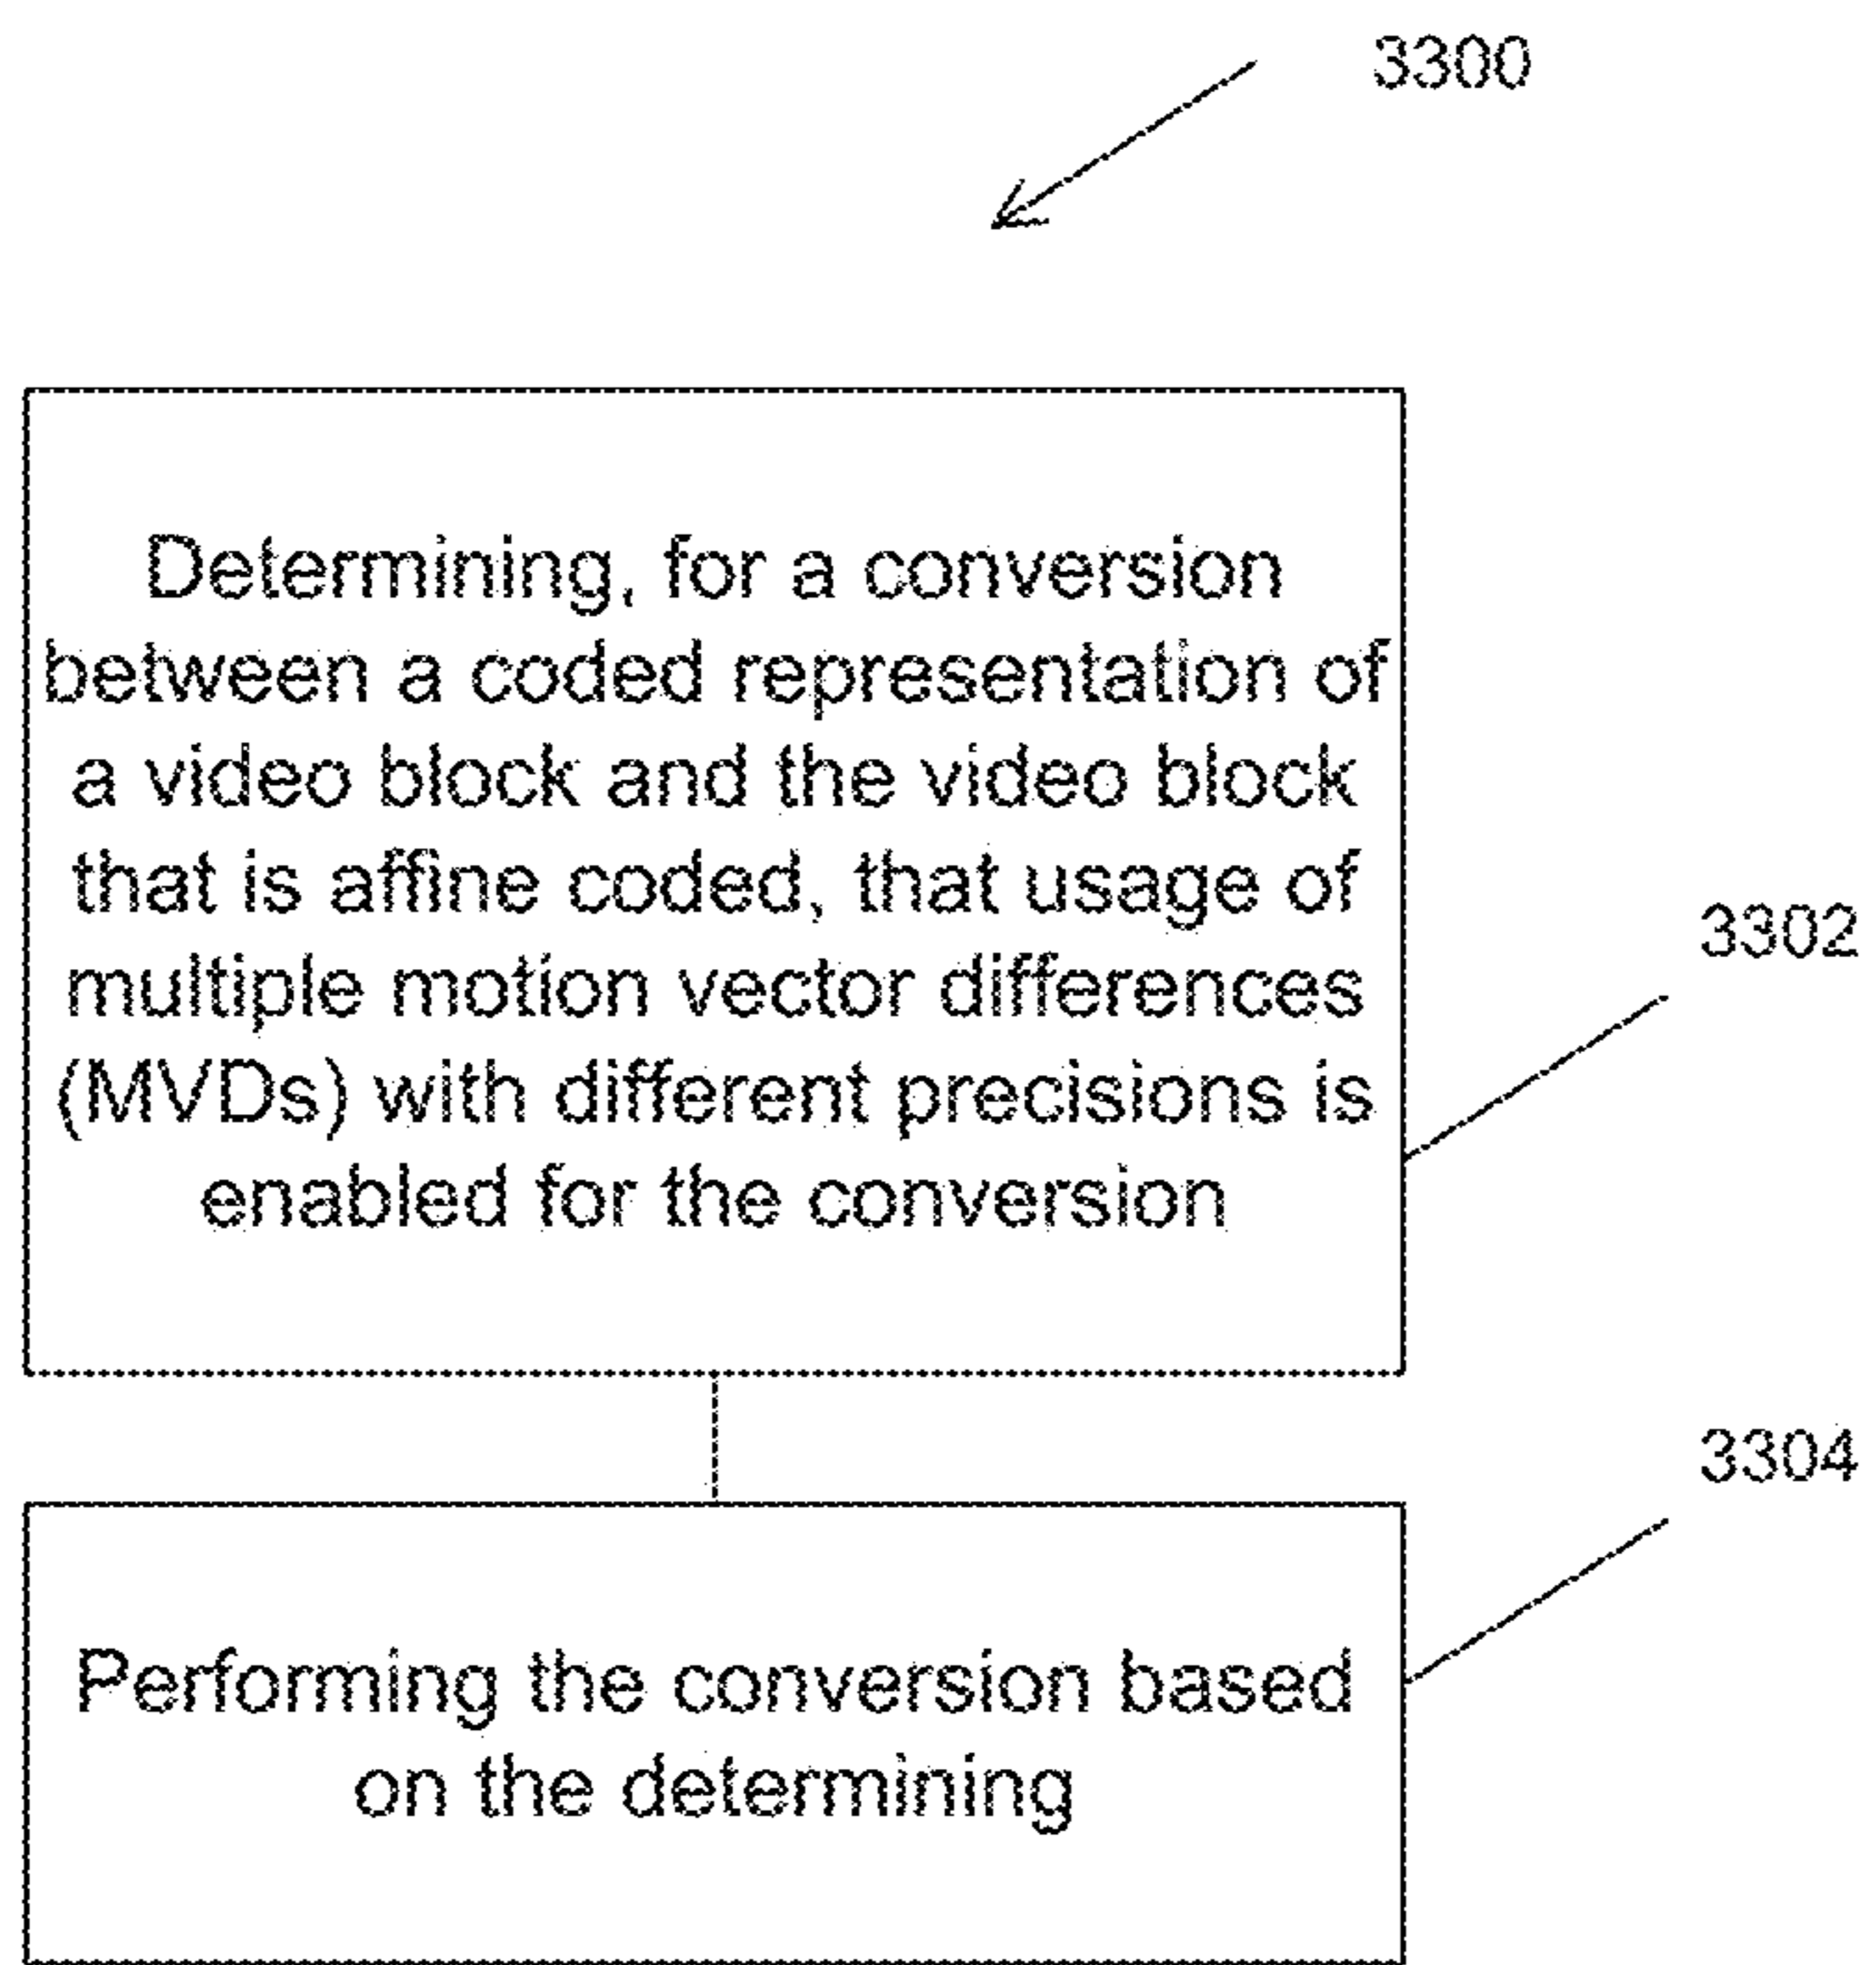 3300
Determining, for a conversion
between a coded representation of
a video block and the video block
that is affine coded, that usage of
multiple motion vector differences
(MVDs) with different precisions is
enabled for the conversion
3302
3304
Performing the conversion based
on the determining